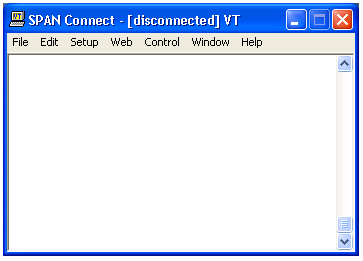 SPAN Connect - [disconnected] VT
File Edit Setup Web Control Window Help